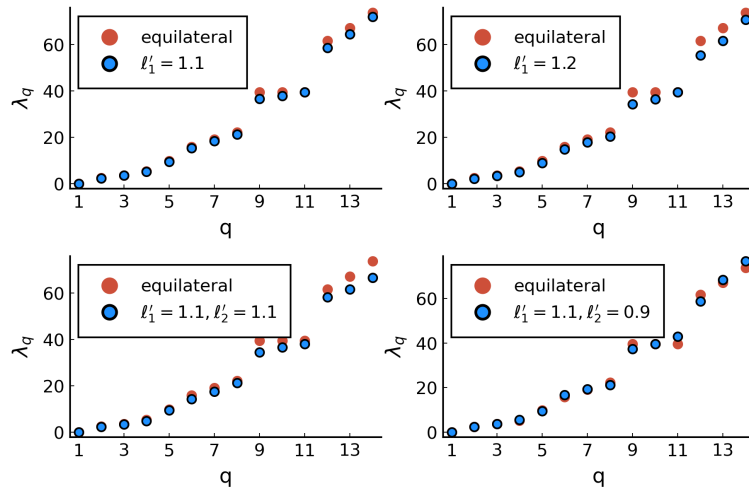 60
40
20
0
λq
equilateral
ℓ′1 = 1.1
1 3 5 7 9 11 13
q
60
40
20
0
λq
equilateral
ℓ′1 = 1.2
1 3 5 7 9 11 13
q
60
40
20
0
λq
equilateral
ℓ′1 = 1.1, ℓ′2 = 1.1
1 3 5 7 9 11 13
q
60
40
20
0
λq
equilateral
ℓ′1 = 1.1, ℓ′2 = 0.9
1 3 5 7 9 11 13
q